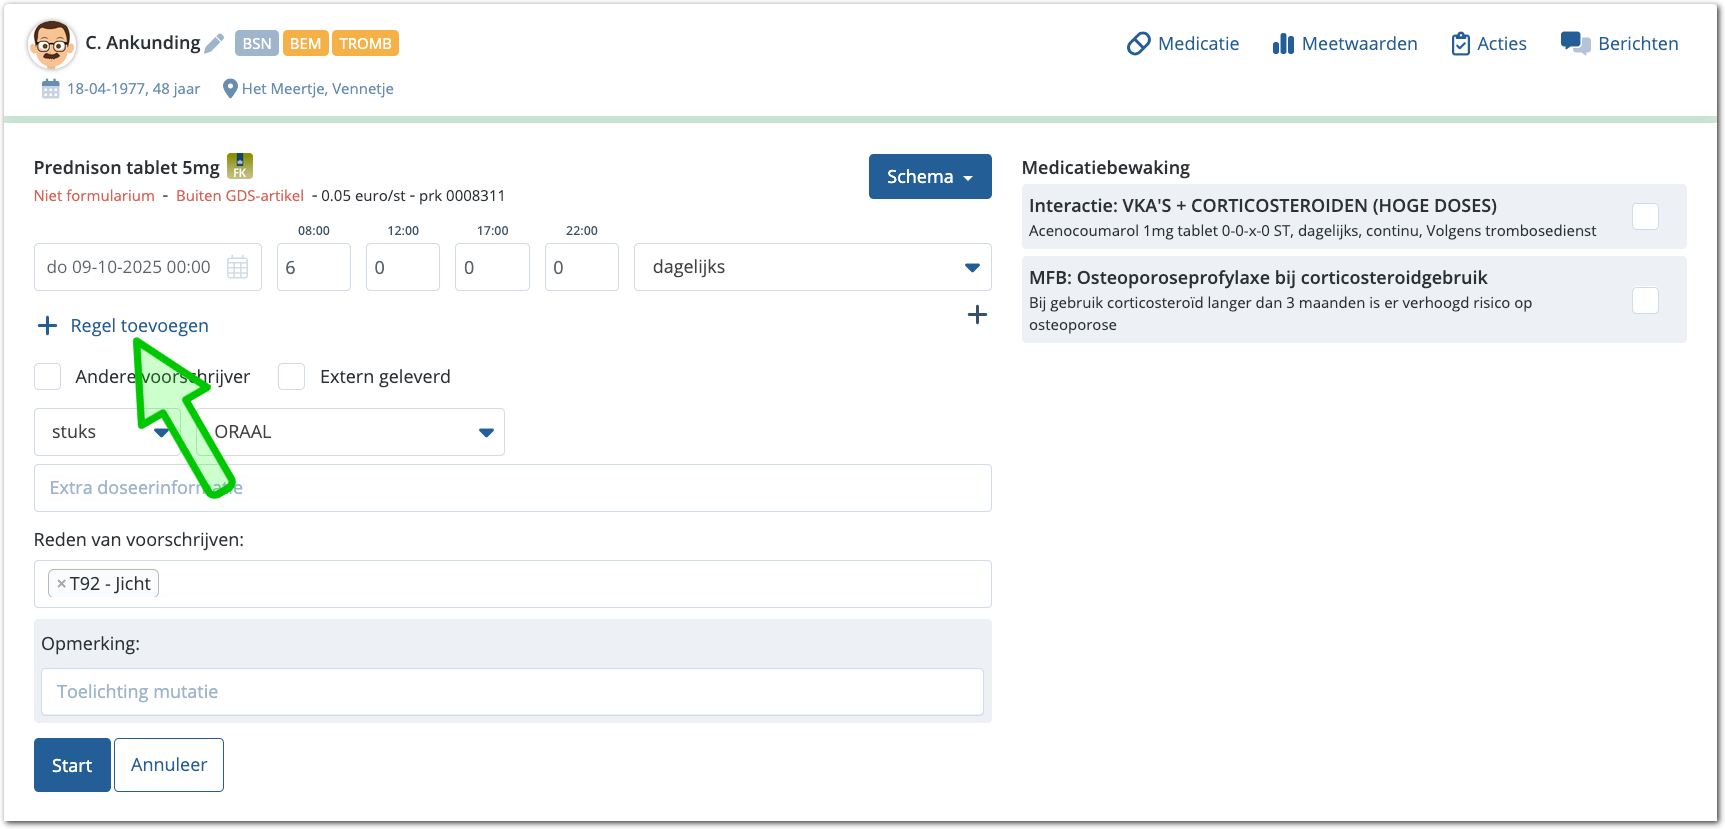 C. Ankunding BSN BEM TROMB
Medicatie Meetwaarden Acties Berichten
18-04-1977, 48 jaar Het Meertje, Vennetje
Prednison tablet 5mg FK
Niet formularium - Buiten GDS-artikel - 0.05 euro/st - prk 0008311
Schema
08:00 12:00 17:00 22:00
do 09-10-2025 00:00 6 0 0 0 dagelijks
Regel toevoegen
Andere voorschrijver Extern geleverd
stuks ORAAL
Extra doseerinformatie
Reden van voorschrijven:
× T92 - Jicht
Opmerking:
Toelichting mutatie
Start Annuleer
Medicatiebewaking
Interactie: VKA'S + CORTICOSTEROIDEN (HOGE DOSES)
Acenocoumarol 1mg tablet 0-0-x-0 ST, dagelijks, continu, Volgens trombosedienst
MFB: Osteoporoseprofylaxe bij corticosteroidgebruik
Bij gebruik corticosteroïd langer dan 3 maanden is er verhoogd risico op
osteoporose